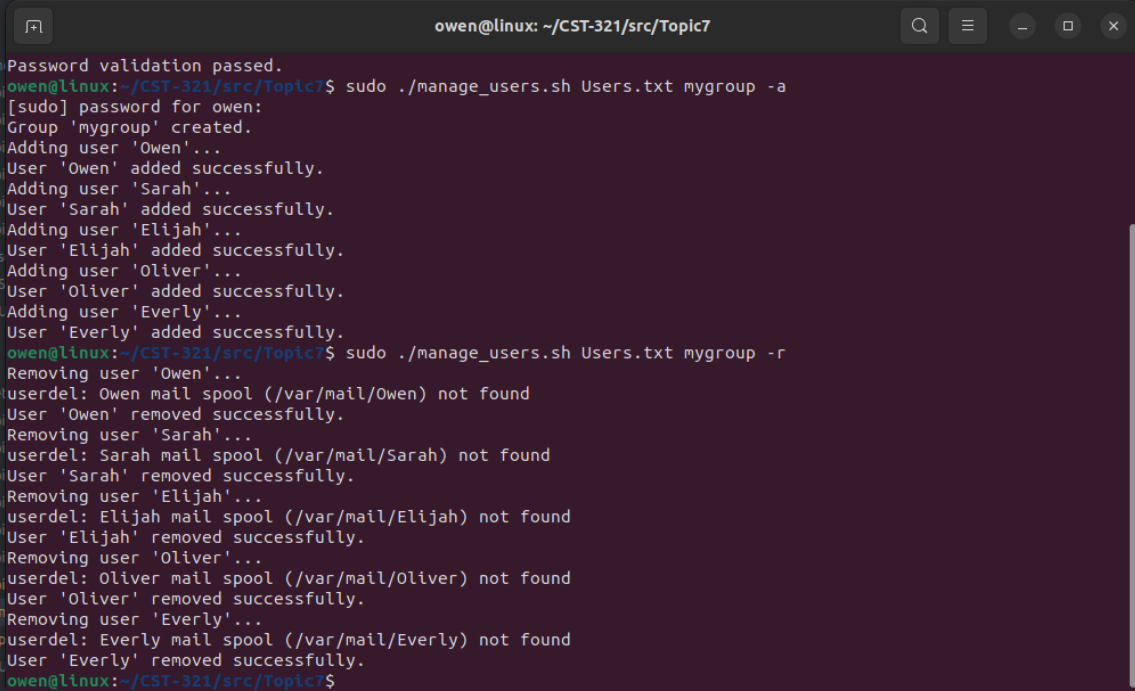 owen@linux: ~/CST-321/src/Topic7
Password validation passed.
owen@linux:~/CST-321/src/Topic7$ sudo ./manage_users.sh Users.txt mygroup -a
[sudo] password for owen:
Group 'mygroup' created.
Adding user 'Owen'...
User 'Owen' added successfully.
Adding user 'Sarah'...
User 'Sarah' added successfully.
Adding user 'Elijah'...
User 'Elijah' added successfully.
Adding user 'Oliver'...
User 'Oliver' added successfully.
Adding user 'Everly'...
User 'Everly' added successfully.
owen@linux:~/CST-321/src/Topic7$ sudo ./manage_users.sh Users.txt mygroup -r
Removing user 'Owen'...
userdel: Owen mail spool (/var/mail/Owen) not found
User 'Owen' removed successfully.
Removing user 'Sarah'...
userdel: Sarah mail spool (/var/mail/Sarah) not found
User 'Sarah' removed successfully.
Removing user 'Elijah'...
userdel: Elijah mail spool (/var/mail/Elijah) not found
User 'Elijah' removed successfully.
Removing user 'Oliver'...
userdel: Oliver mail spool (/var/mail/Oliver) not found
User 'Oliver' removed successfully.
Removing user 'Everly'...
userdel: Everly mail spool (/var/mail/Everly) not found
User 'Everly' removed successfully.
owen@linux:~/CST-321/src/Topic7$